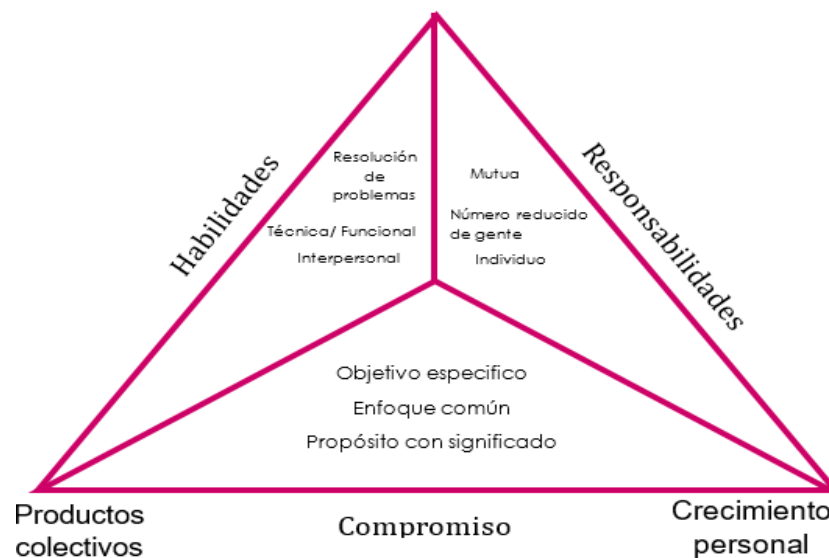 Habilidades
Responsabilidades
Resolución
de
problemas
Técnica/ Funcional
Interpersonal
Mutua
Número reducido
de gente
Individuo
Objetivo especifico
Enfoque común
Propósito con significado
Productos
colectivos
Compromiso
Crecimiento
personal